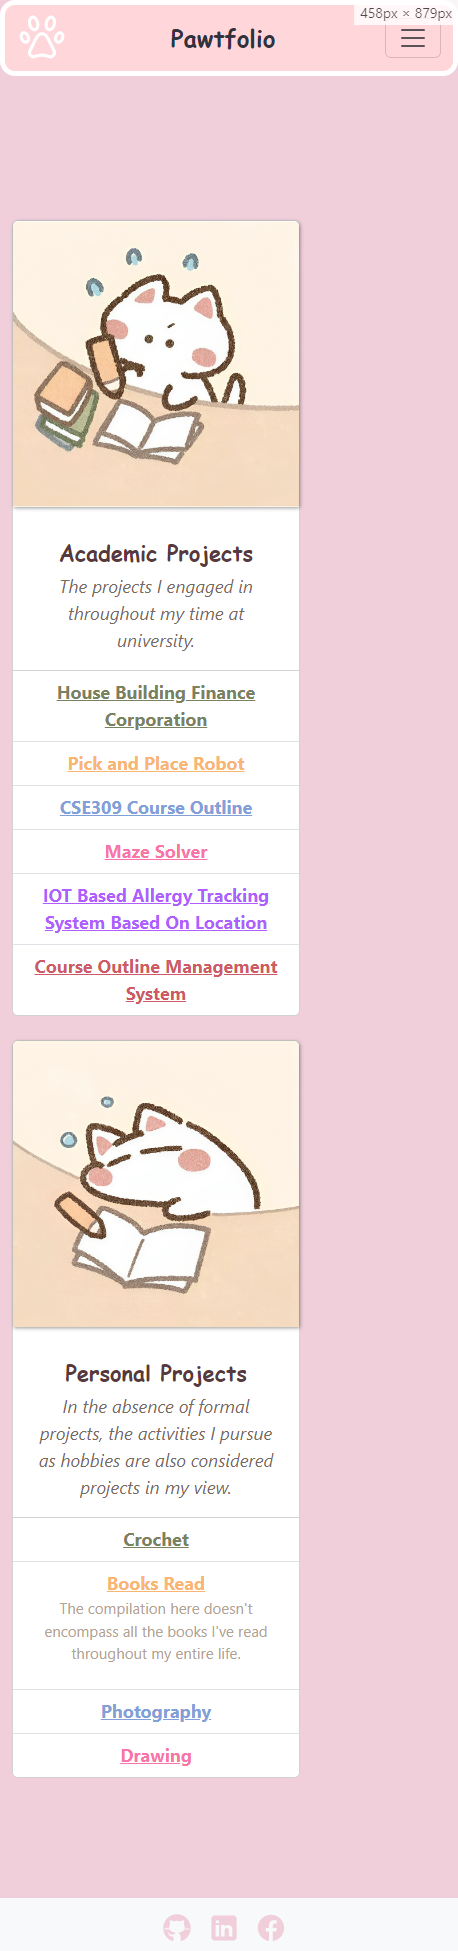 458px × 879px
Pawtfolio
Academic Projects
The projects I engaged in
throughout my time at
university.
House Building Finance
Corporation
Pick and Place Robot
CSE309 Course Outline
Maze Solver
IOT Based Allergy Tracking
System Based On Location
Course Outline Management
System
Personal Projects
In the absence of formal
projects, the activities I pursue
as hobbies are also considered
projects in my view.
Crochet
Books Read
The compilation here doesn't
encompass all the books I've read
throughout my entire life.
Photography
Drawing